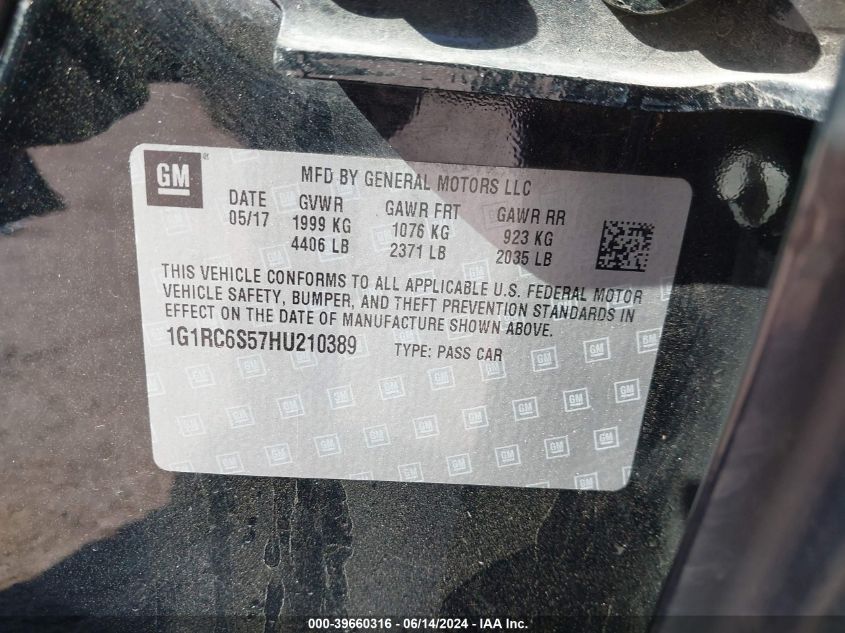 GM ® MFD BY GENERAL MOTORS LLC
DATE GVWR GAWR FRT GAWR RR
05/17 1999 KG 1076 KG 923 KG
4406 LB 2371 LB 2035 LB
THIS VEHICLE CONFORMS TO ALL APPLICABLE U.S. FEDERAL MOTOR
VEHICLE SAFETY, BUMPER, AND THEFT PREVENTION STANDARDS IN
EFFECT ON THE DATE OF MANUFACTURE SHOWN ABOVE.
1G1RC6S57HU210389 TYPE: PASS CAR
000-39660316 - 06/14/2024 - IAA Inc.